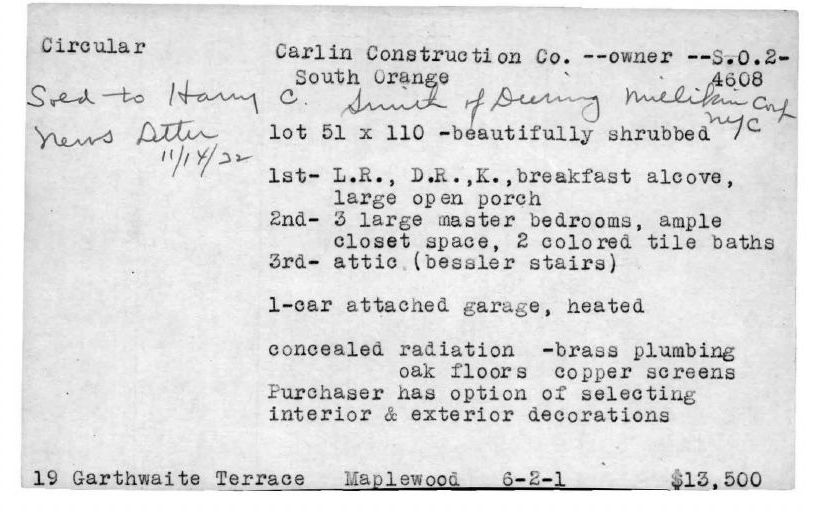 Circular
Carlin Construction Co. --owner --S.O.2-
South Orange 4608
Sold to Harry C. Smith of Deering Millikin Corp
NYC
News Letter
11/14/32
lot 51 x 110 -beautifully shrubbed
1st- L.R., D.R.,K.,breakfast alcove,
large open porch
2nd- 3 large master bedrooms, ample
closet space, 2 colored tile baths
3rd- attic (bessler stairs)
1-car attached garage, heated
concealed radiation -brass plumbing
oak floors copper screens
Purchaser has option of selecting
interior & exterior decorations
19 Garthwaite Terrace Maplewood 6-2-1 $13,500